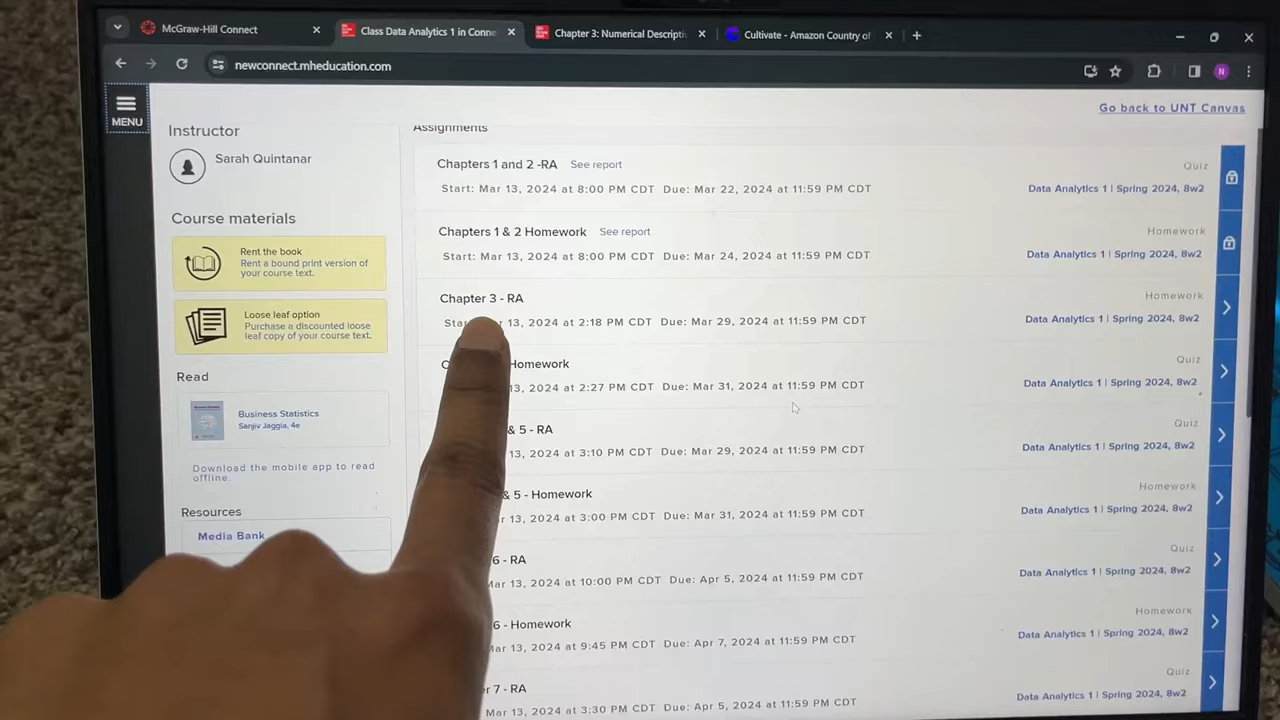 McGraw-Hill Connect
Class Data Analytics 1 in Conne
Chapter 3: Numerical Descripti
Cultivate - Amazon Country of
newconnect.mheducation.com
N
MENU
Go back to UNT Canvas
Instructor
Sarah Quintanar
Course materials
Rent the book
Rent a bound print version of
your course text.
Loose leaf option
Purchase a discounted loose
leaf copy of your course text.
Read
Business Statistics
Sanjiv Jaggia, 4e
Download the mobile app to read
offline.
Resources
Media Bank
Assignments
Chapters 1 and 2 -RA See report
Quiz
Start: Mar 13, 2024 at 8:00 PM CDT Due: Mar 22, 2024 at 11:59 PM CDT
Data Analytics 1 | Spring 2024, 8w2
Chapters 1 & 2 Homework See report
Homework
Start: Mar 13, 2024 at 8:00 PM CDT Due: Mar 24, 2024 at 11:59 PM CDT
Data Analytics 1 | Spring 2024, 8w2
Chapter 3 - RA
Homework
13, 2024 at 2:18 PM CDT Due: Mar 29, 2024 at 11:59 PM CDT
Data Analytics 1 | Spring 2024, 8w2
Homework
Quiz
13, 2024 at 2:27 PM CDT Due: Mar 31, 2024 at 11:59 PM CDT
Data Analytics 1 | Spring 2024, 8w2
& 5 - RA
Quiz
13, 2024 at 3:10 PM CDT Due: Mar 29, 2024 at 11:59 PM CDT
Data Analytics 1 | Spring 2024, 8w2
& 5 - Homework
Homework
13, 2024 at 3:00 PM CDT Due: Mar 31, 2024 at 11:59 PM CDT
Data Analytics 1 | Spring 2024, 8w2
6 - RA
Quiz
Mar 13, 2024 at 10:00 PM CDT Due: Apr 5, 2024 at 11:59 PM CDT
Data Analytics 1 | Spring 2024, 8w2
6 - Homework
Homework
Mar 13, 2024 at 9:45 PM CDT Due: Apr 7, 2024 at 11:59 PM CDT
Data Analytics 1 | Spring 2024, 8w2
7 - RA
Quiz
Mar 13, 2024 at 3:30 PM CDT Due: Apr 5, 2024 at 11:59 PM CDT
Data Analytics 1 | Spring 2024, 8w2